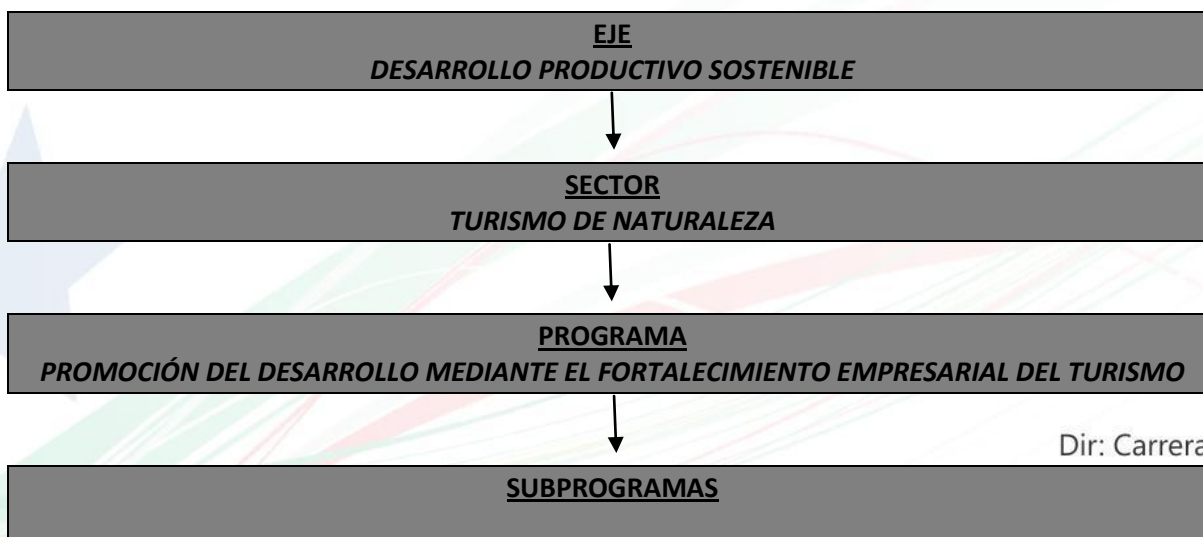 EJE
DESARROLLO PRODUCTIVO SOSTENIBLE
SECTOR
TURISMO DE NATURALEZA
PROGRAMA
PROMOCIÓN DEL DESARROLLO MEDIANTE EL FORTALECIMIENTO EMPRESARIAL DEL TURISMO
Dir: Carrera
SUBPROGRAMAS